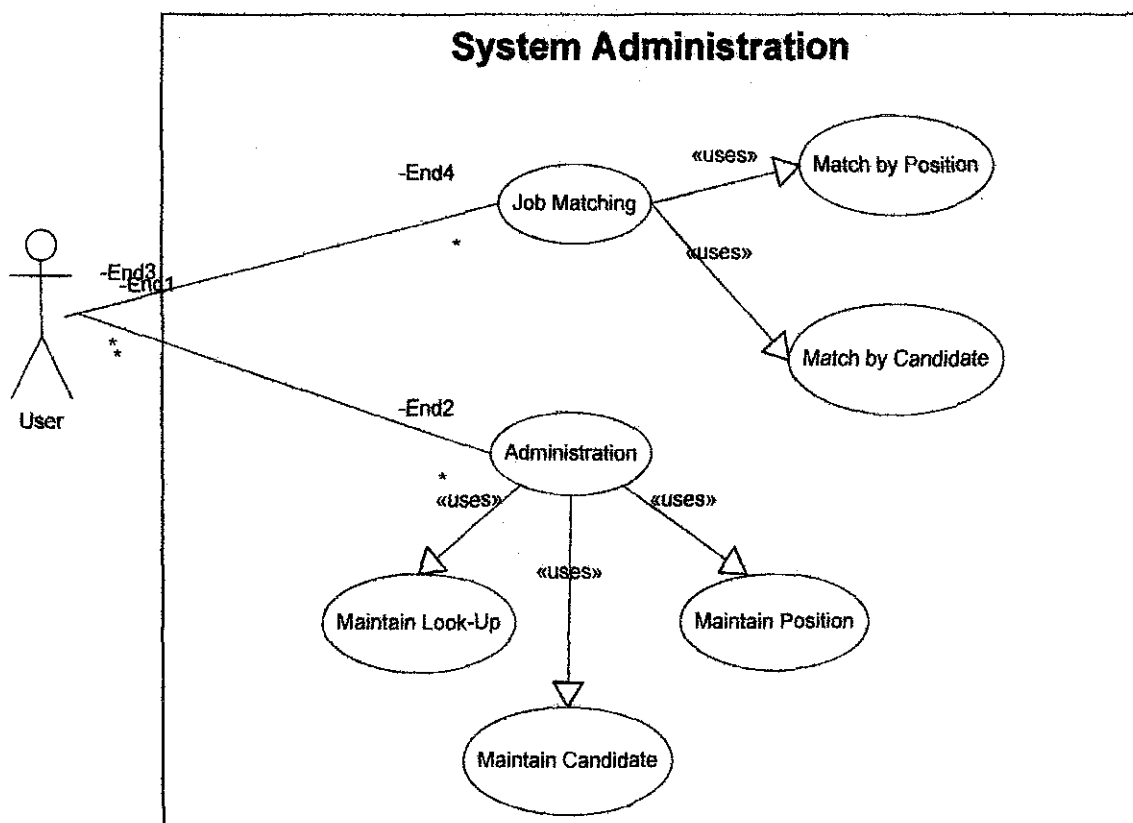 System Administration
«uses»
Match by Position
-End4
Job Matching
*
«uses»
-End3
-End1
*
*
Match by Candidate
User
-End2
Administration
*
«uses»
«uses»
«uses»
Maintain Look-Up
Maintain Position
Maintain Candidate